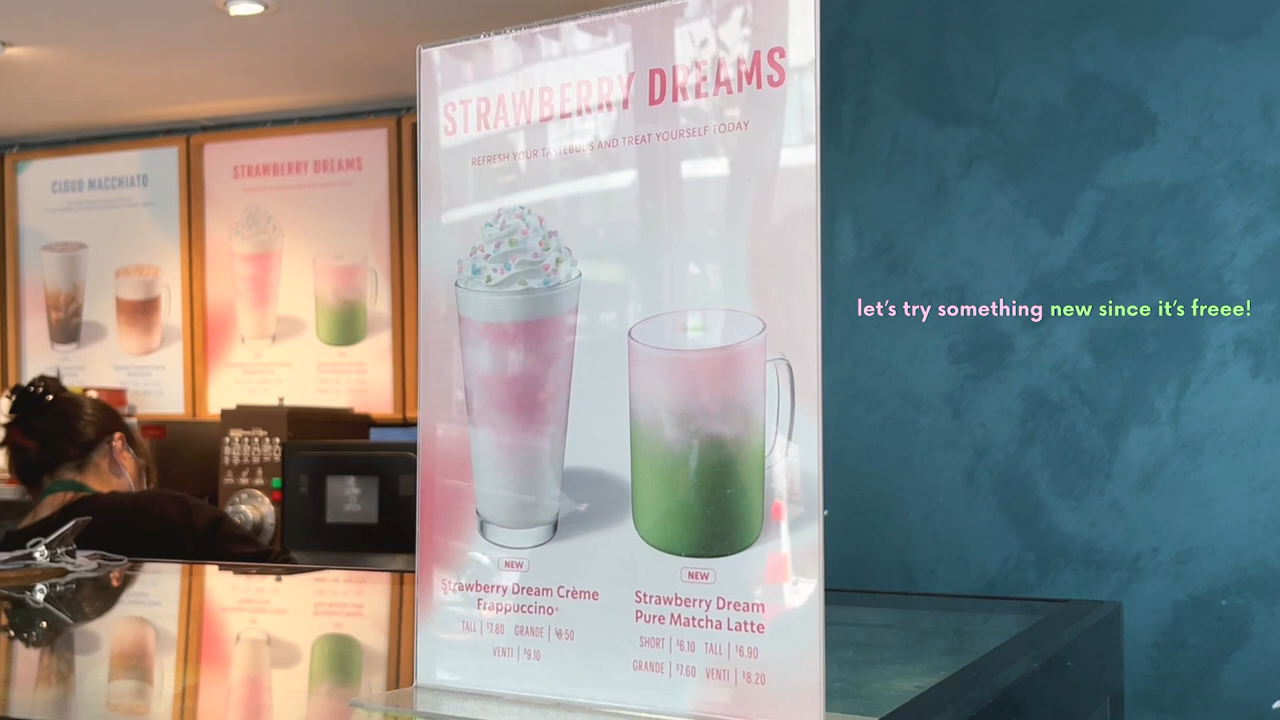 STRAWBERRY DREAMS
REFRESH YOUR TASTEBUDS AND TREAT YOURSELF TODAY
NEW
Strawberry Dream Crème
Frappuccino®
TALL | $7.80 GRANDE | $8.50
VENTI | $9.10
NEW
Strawberry Dream
Pure Matcha Latte
SHORT | $6.10 TALL | $6.90
GRANDE | $7.60 VENTI | $8.20
CLOUD MACCHIATO
STRAWBERRY DREAMS
let's try something new since it's freee!